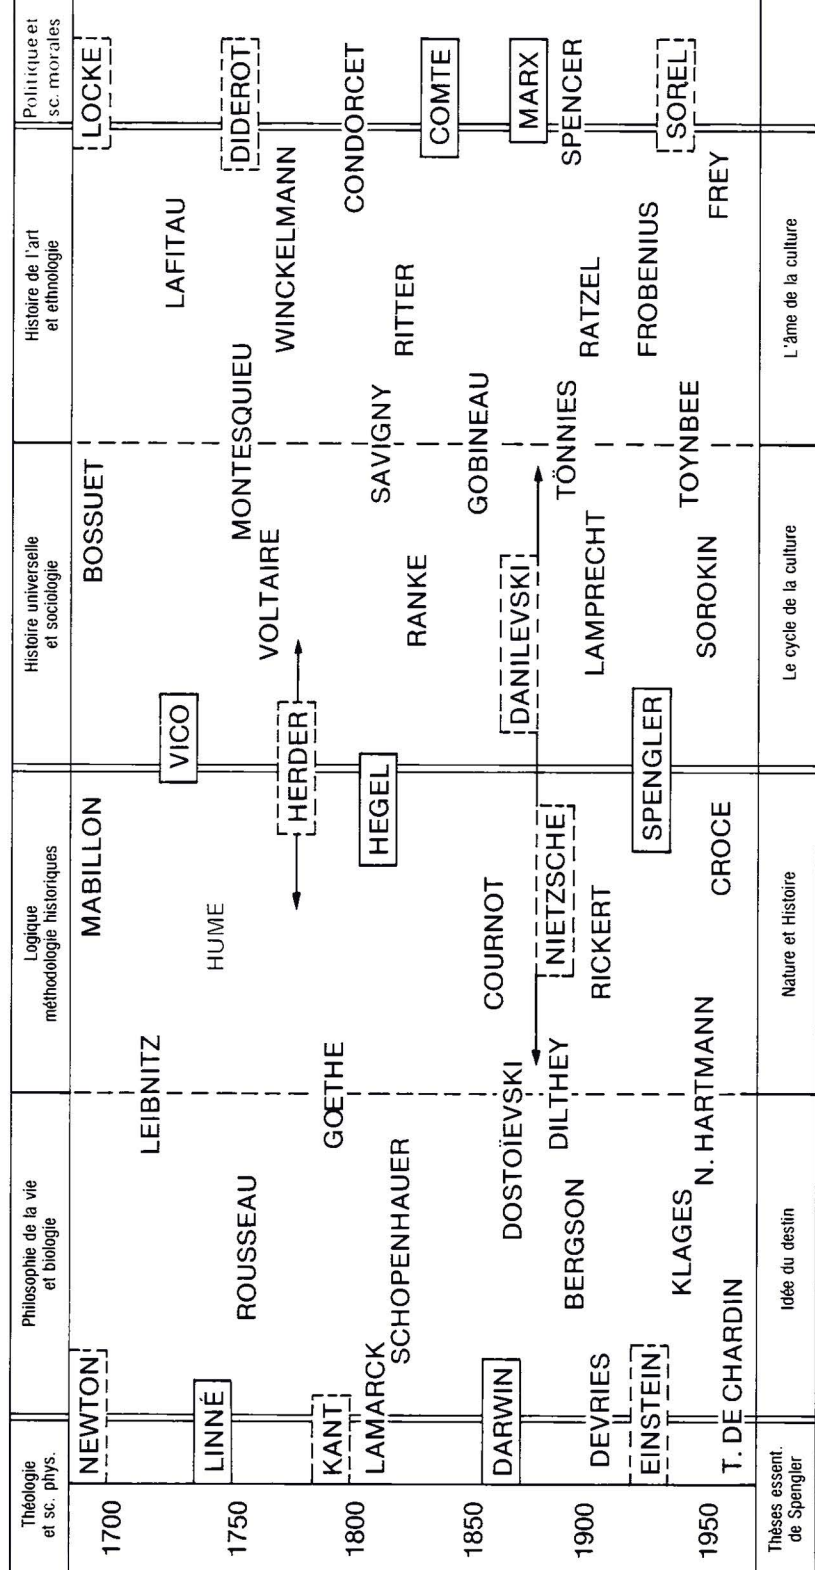 Théologie
et sc. phys.
Philosophie de la vie
et biologie
Logique
méthodologie historiques
Histoire universelle
et sociologie
Histoire de l'art
et ethnologie
Politique et
sc. morales
NEWTON
MABILLON
BOSSUET
LOCKE
1700
LEIBNITZ
LAFITAU
VICO
LINNÉ
HUME
1750
ROUSSEAU
MONTESQUIEU
DIDEROT
VOLTAIRE
WINCKELMANN
HERDER
KANT
GŒTHE
1800
CONDORCET
LAMARCK
HEGEL
SAVIGNY
SCHOPENHAUER
RITTER
RANKE
COMTE
1850
GOBINEAU
COURNOT
DARWIN
DOSTOÏEVSKI
DANILEVSKI
MARX
DILTHEY
NIETZSCHE
TÖNNIES
SPENCER
1900
BERGSON
RATZEL
LAMPRECHT
DEVRIES
RICKERT
EINSTEIN
SPENGLER
FROBENIUS
SOREL
KLAGES
TOYNBEE
1950
N. HARTMANN
SOROKIN
FREY
CROCE
T. DE CHARDIN
Thèses essent.
de Spengler
Idée du destin
Nature et Histoire
Le cycle de la culture
L'âme de la culture